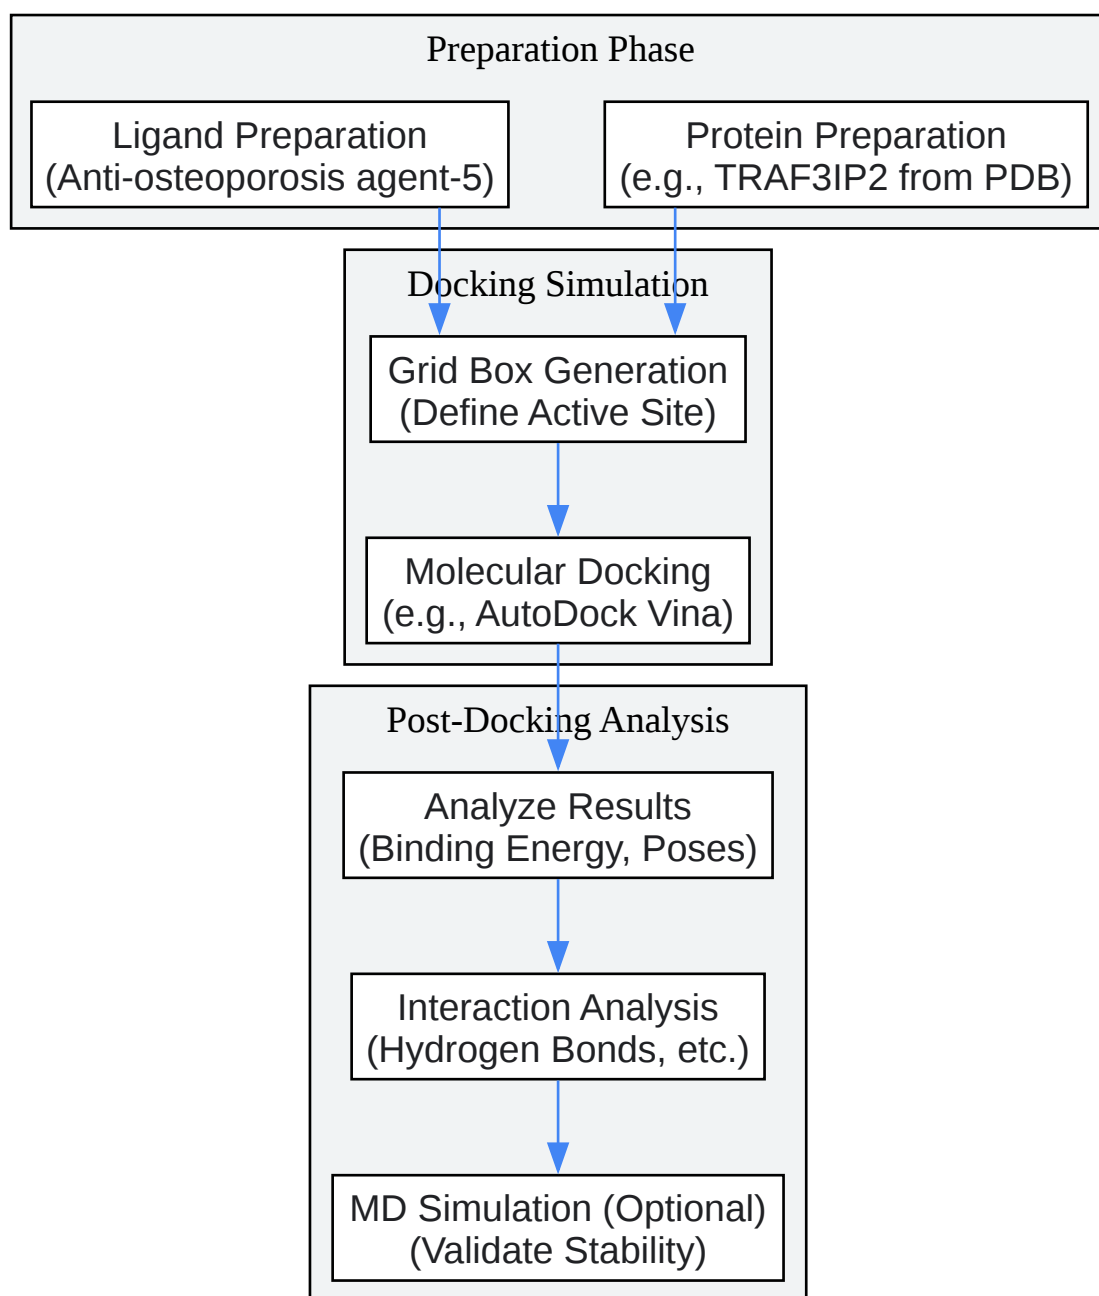 Preparation Phase
Ligand Preparation
(Anti-osteoporosis agent-5)
Protein Preparation
(e.g., TRAF3IP2 from PDB)
Docking Simulation
Grid Box Generation
(Define Active Site)
Molecular Docking
(e.g., AutoDock Vina)
Post-Docking Analysis
Analyze Results
(Binding Energy, Poses)
Interaction Analysis
(Hydrogen Bonds, etc.)
MD Simulation (Optional)
(Validate Stability)